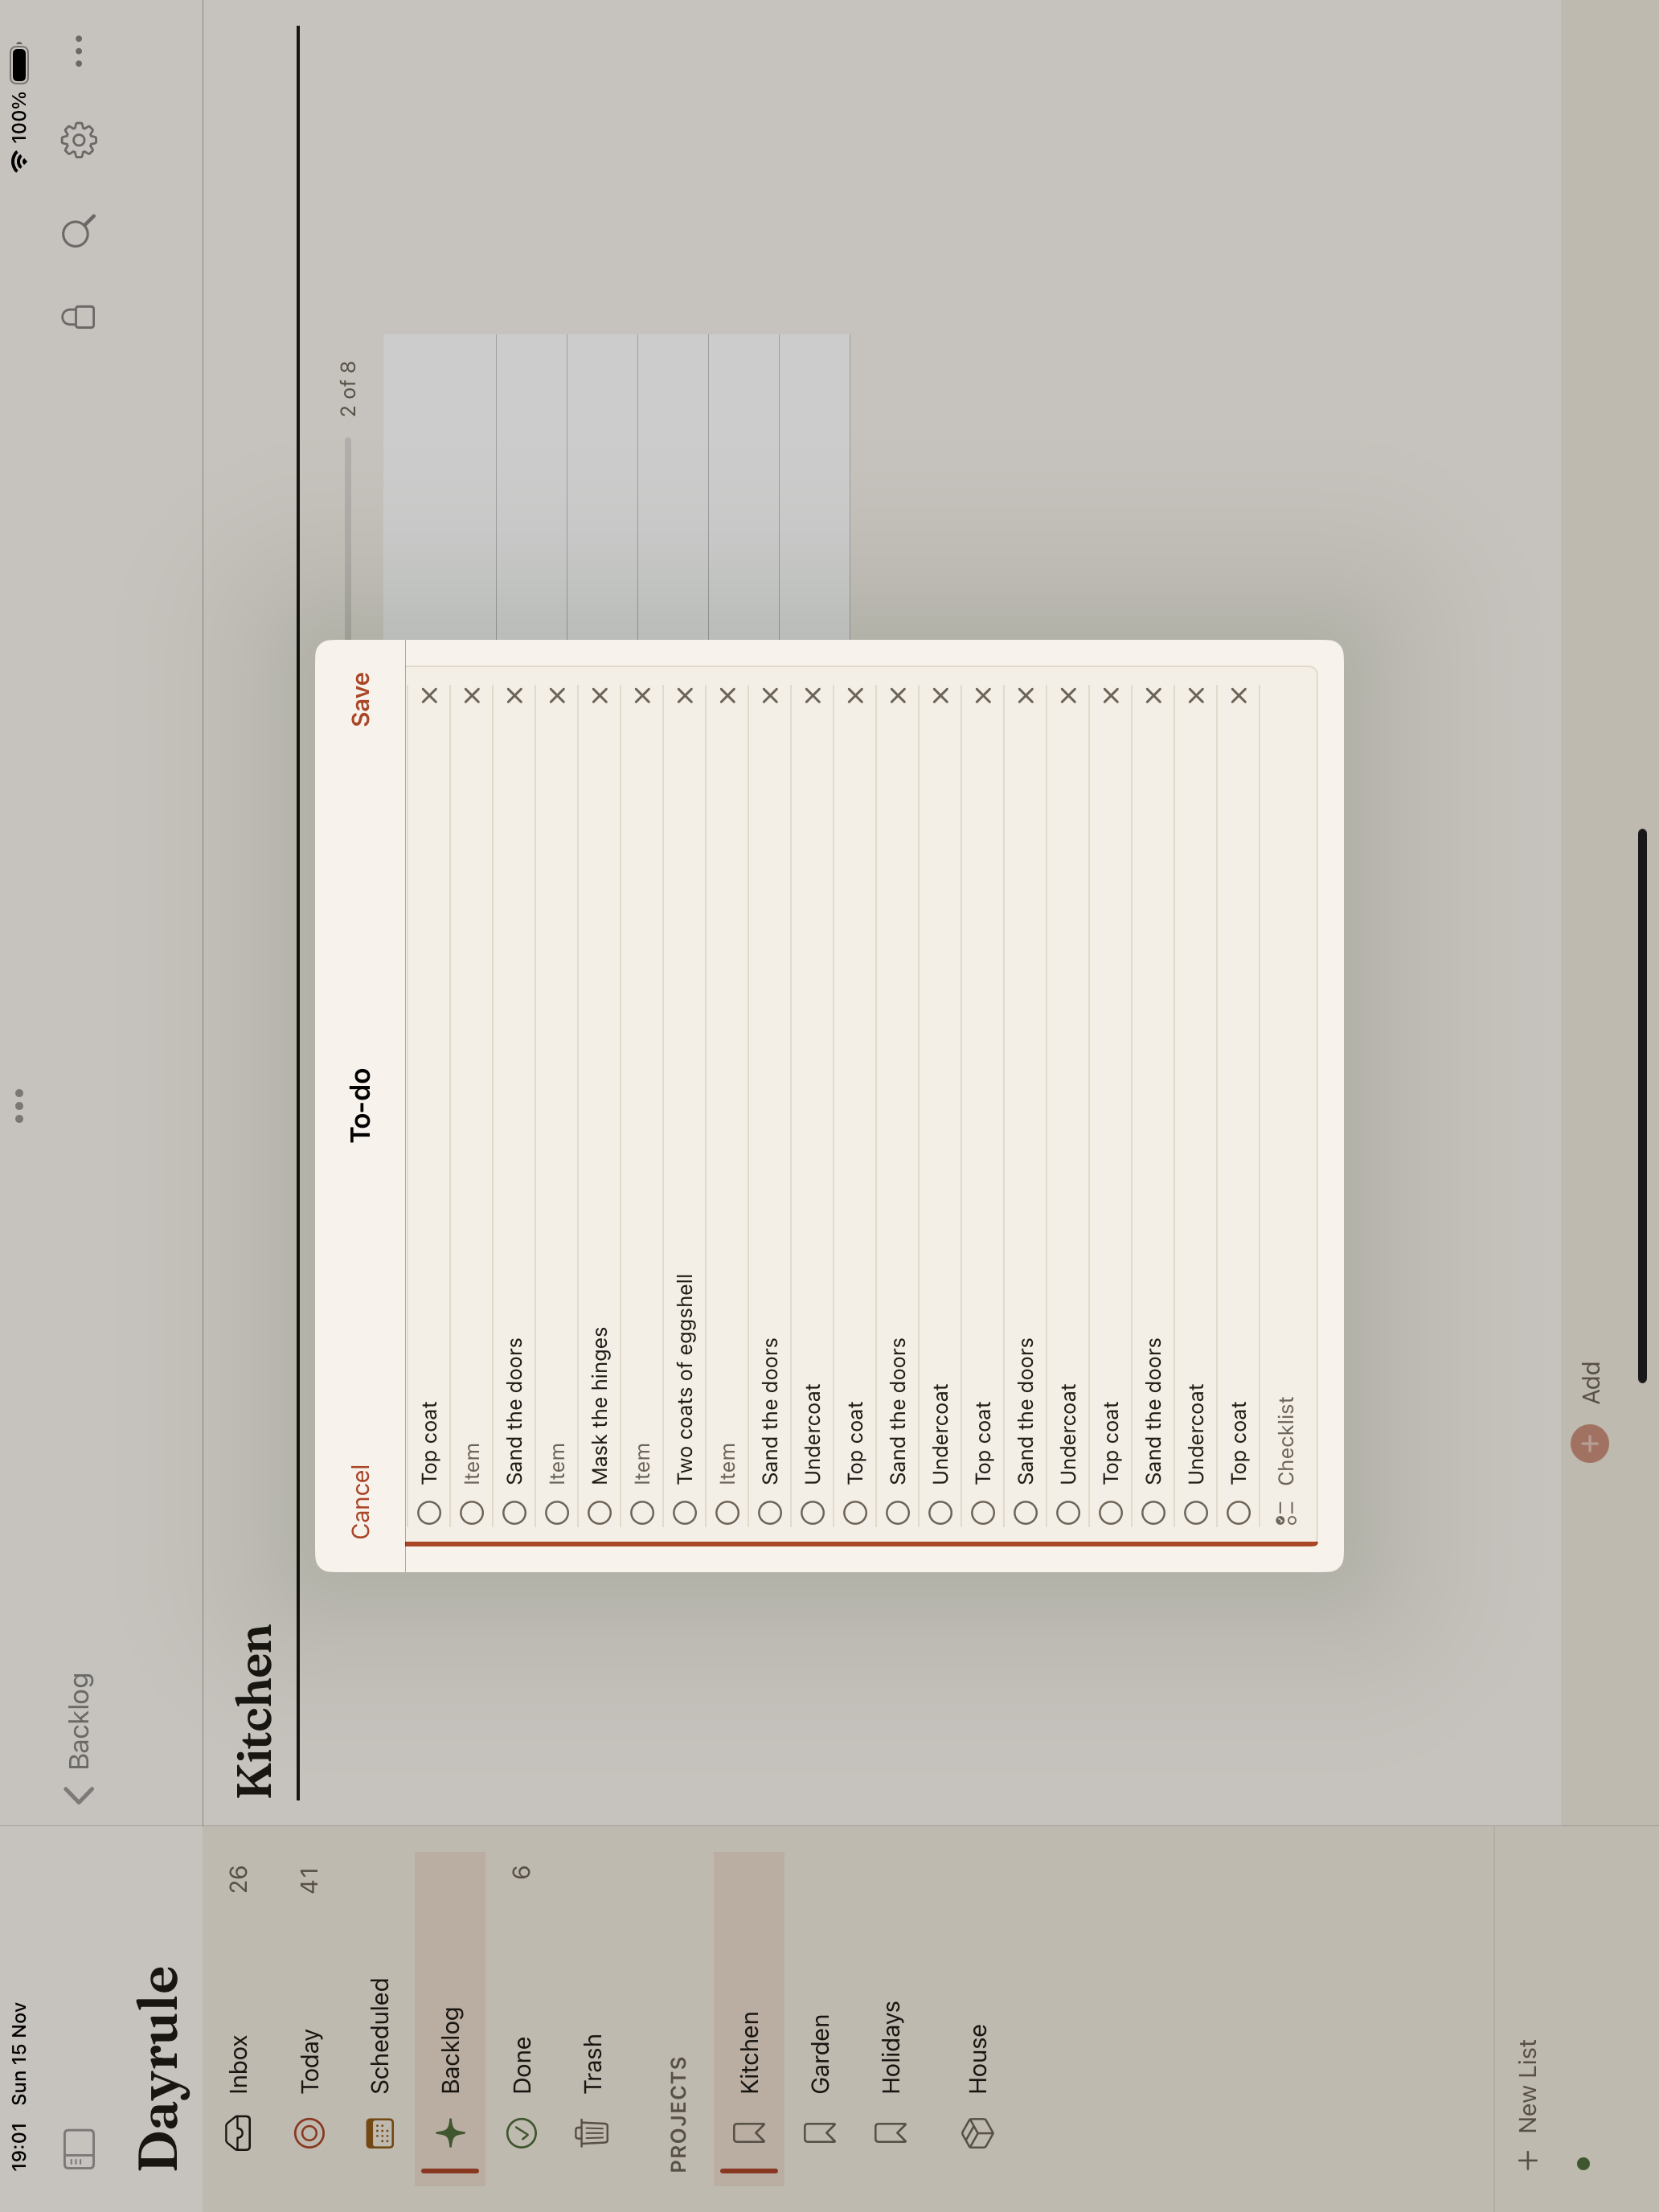 19:01 Sun 15 Nov
100%
Dayrule
Inbox 26
Today 41
Scheduled
Backlog
Done 6
Trash
PROJECTS
Kitchen
Garden
Holidays
House
New List
Backlog
Kitchen
2 of 8
Cancel
To-do
Save
Top coat
Item
Sand the doors
Item
Mask the hinges
Item
Two coats of eggshell
Item
Sand the doors
Undercoat
Top coat
Sand the doors
Undercoat
Top coat
Sand the doors
Undercoat
Top coat
Sand the doors
Undercoat
Top coat
Checklist
Add